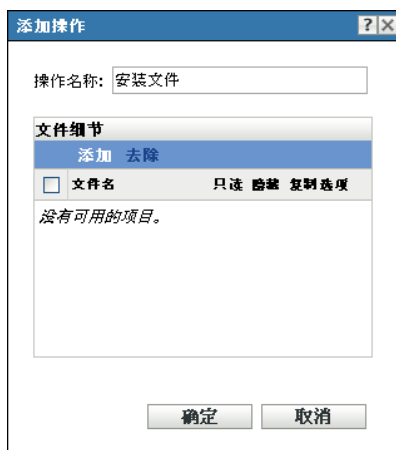 添加操作 ? ×
操作名称: 安装文件
文件细节
添加 去除
文件名 只读 隐藏 复制选项
没有可用的项目。
确定 取消